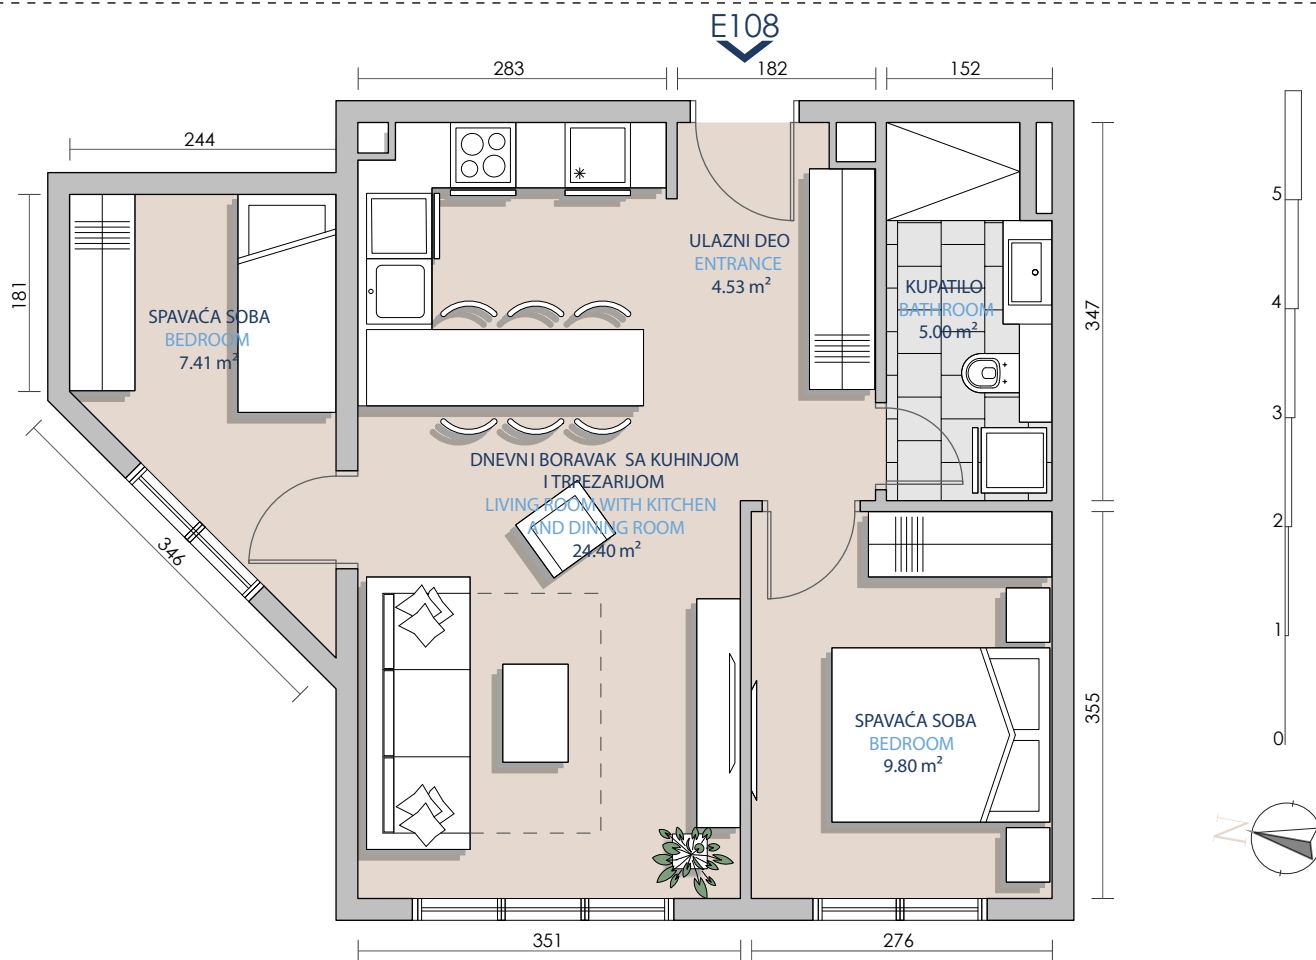 E108
283
182
152
244
ULAZNI DEO
ENTRANCE
4.53 m²
181
SPAVAĆA SOBA
BEDROOM
7.41 m²
KUPATILO
BATHROOM
5.00 m²
347
DNEVNI BORAVAK SA KUHINJOM
I TRPEZARIJOM
LIVING ROOM WITH KITCHEN
AND DINING ROOM
24.40 m²
346
SPAVAĆA SOBA
BEDROOM
9.80 m²
355
351
276
5
4
3
2
1
0
N